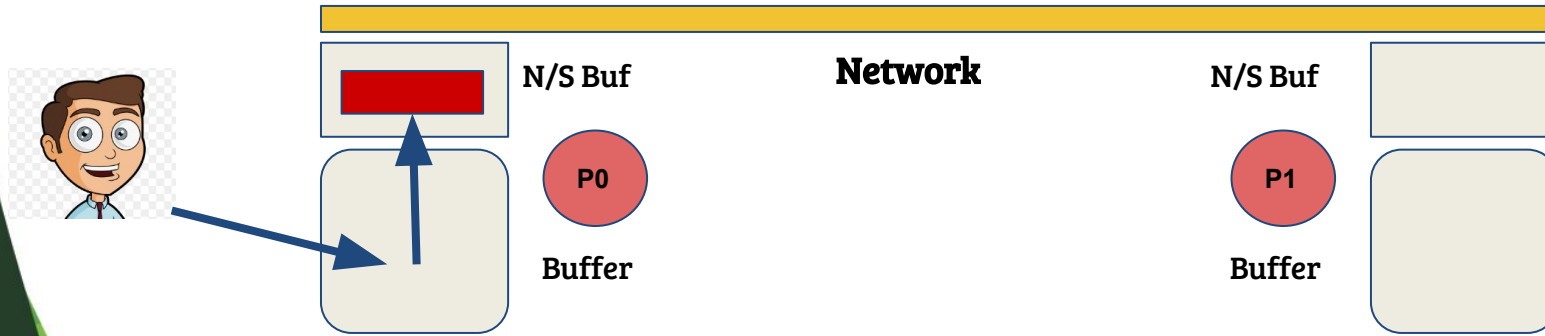 N/S Buf
Network
N/S Buf
P0
P1
Buffer
Buffer